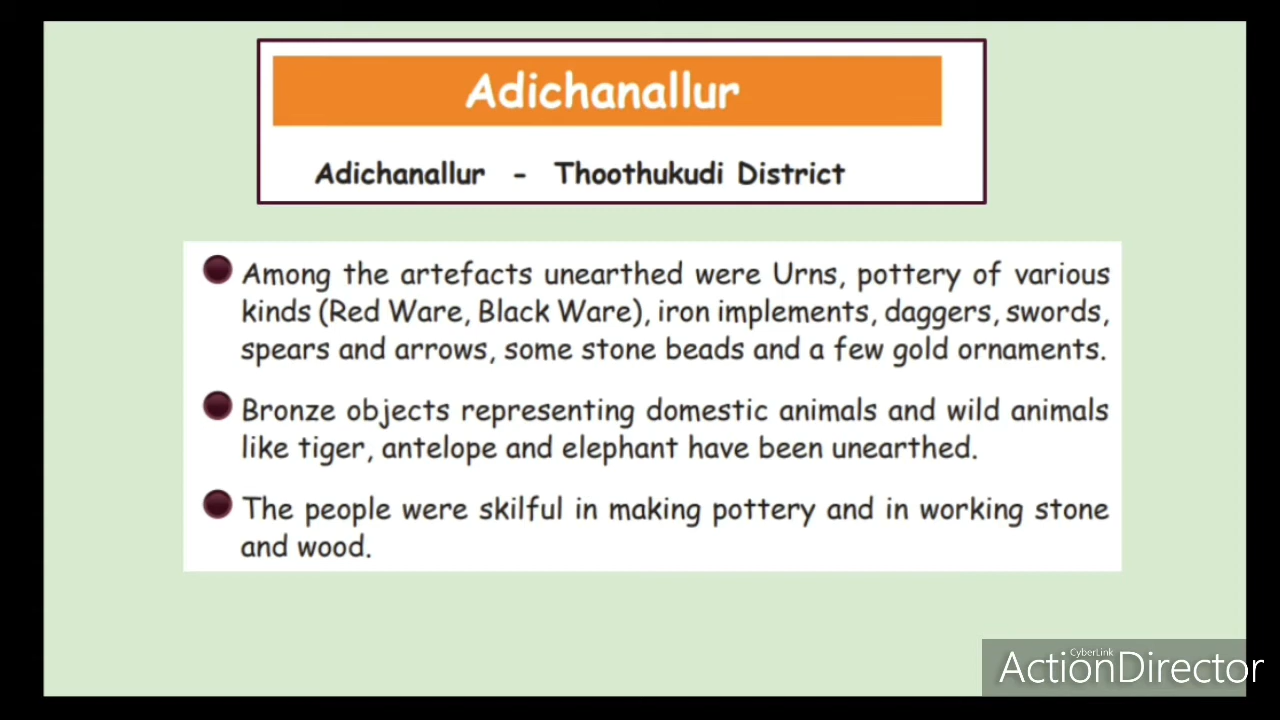 Adichanallur
Adichanallur - Thoothukudi District
Among the artefacts unearthed were Urns, pottery of various
kinds (Red Ware, Black Ware), iron implements, daggers, swords,
spears and arrows, some stone beads and a few gold ornaments.
Bronze objects representing domestic animals and wild animals
like tiger, antelope and elephant have been unearthed.
The people were skilful in making pottery and in working stone
and wood.
CyberLink
ActionDirector